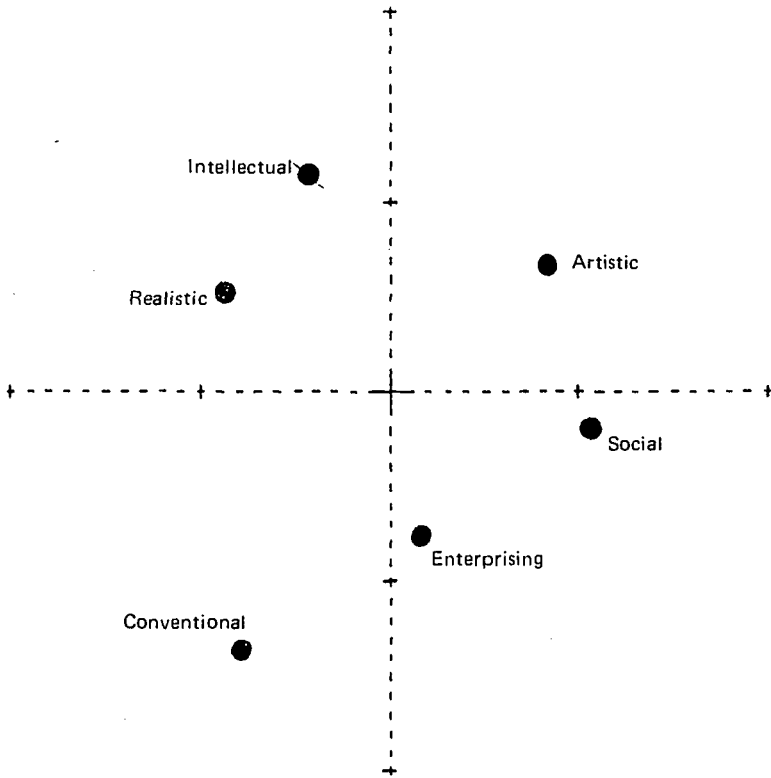 Intellectual
Artistic
Realistic
Social
Enterprising
Conventional